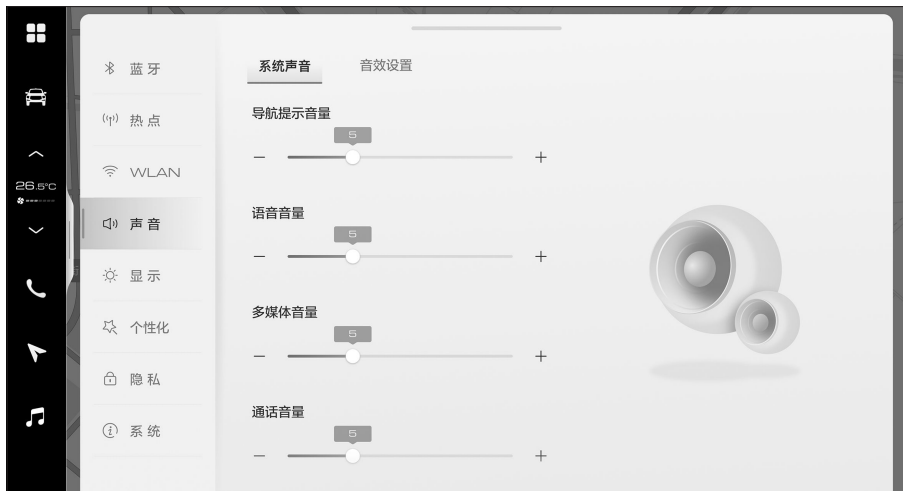 26.5°C
蓝牙
热点
WLAN
声音
显示
个性化
隐私
系统
系统声音 音效设置
导航提示音量
5
− +
语音音量
5
− +
多媒体音量
5
− +
通话音量
5
− +